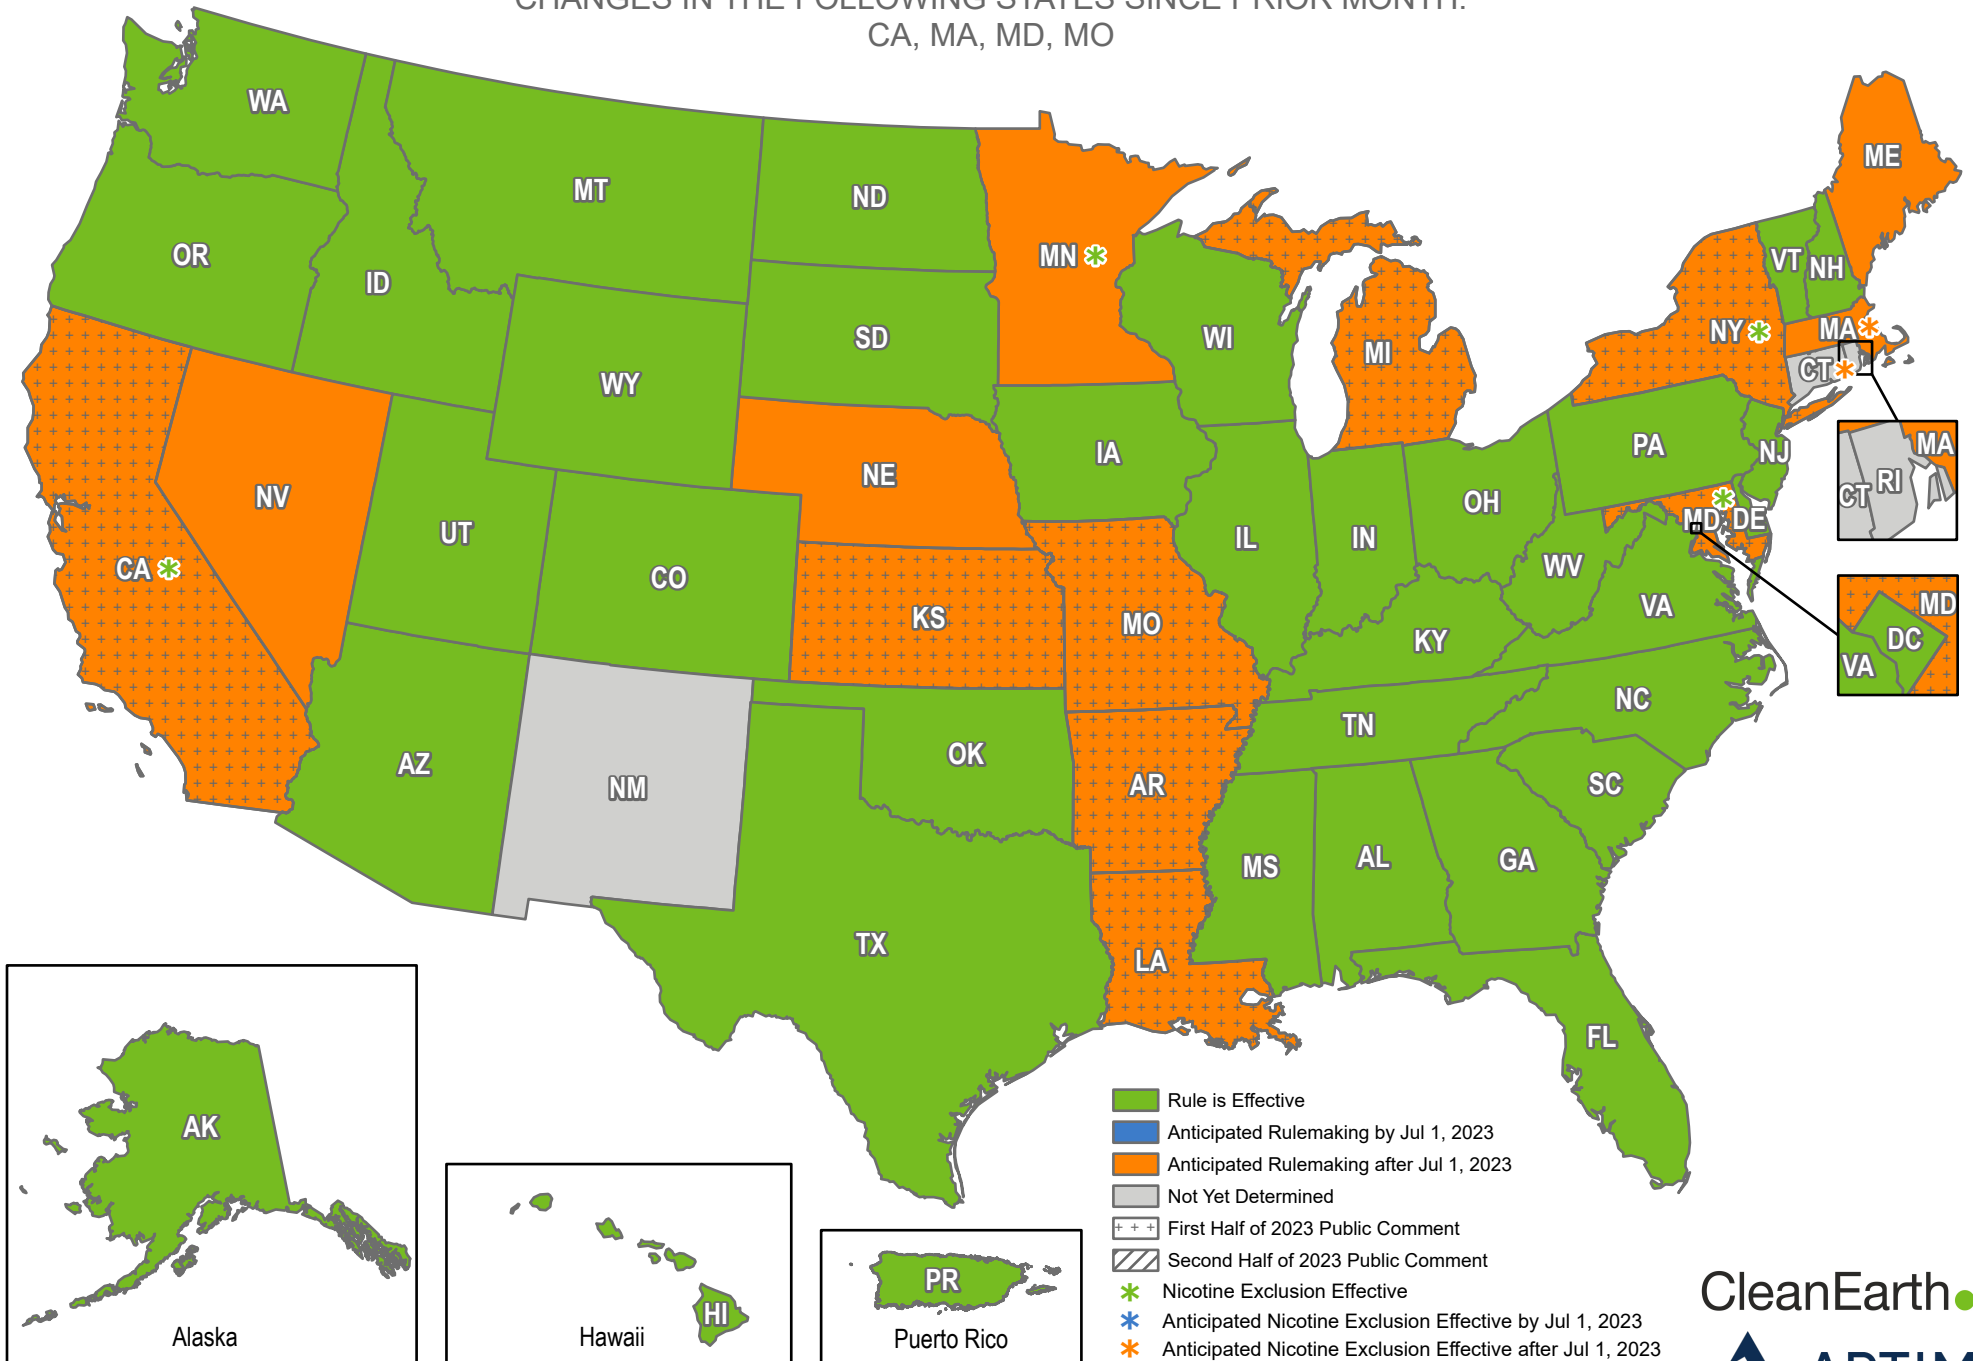 CHANGES IN THE FOLLOWING STATES SINCE PRIOR MONTH:
CA, MA, MD, MO
WA
MT
ND
MN
ME
OR
ID
SD
WI
MI
VT
NH
NY
MA
CT
WY
NE
IA
PA
NJ
MA
CT
RI
NV
UT
CO
KS
MO
IL
IN
OH
WV
MD
DE
VA
KY
MD
DC
VA
CA
AZ
NM
OK
AR
TN
NC
SC
MS
AL
GA
TX
LA
FL
AK
Alaska
HI
Hawaii
PR
Puerto Rico
Rule is Effective
Anticipated Rulemaking by Jul 1, 2023
Anticipated Rulemaking after Jul 1, 2023
Not Yet Determined
First Half of 2023 Public Comment
Second Half of 2023 Public Comment
Nicotine Exclusion Effective
Anticipated Nicotine Exclusion Effective by Jul 1, 2023
Anticipated Nicotine Exclusion Effective after Jul 1, 2023
CleanEarth